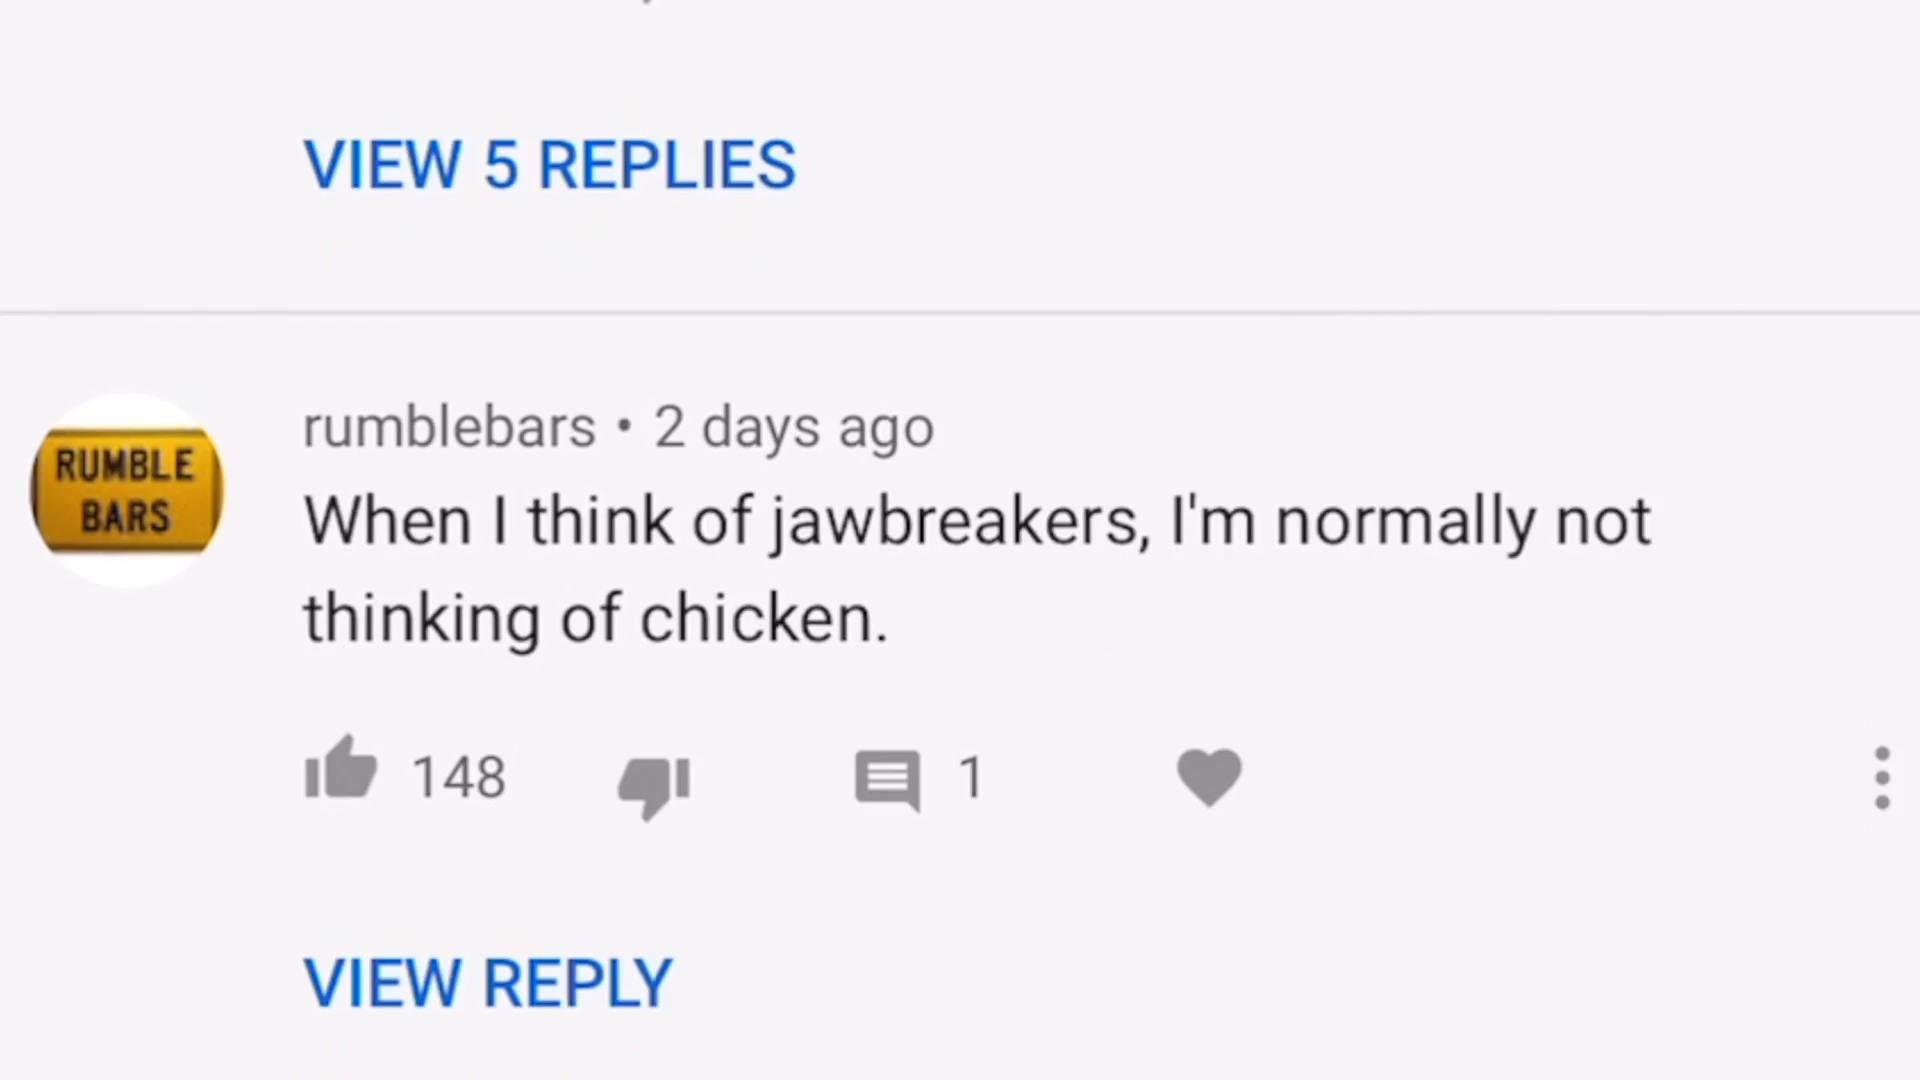 VIEW 5 REPLIES
RUMBLE
BARS
rumblebars • 2 days ago
When I think of jawbreakers, I'm normally not
thinking of chicken.
148
1
VIEW REPLY